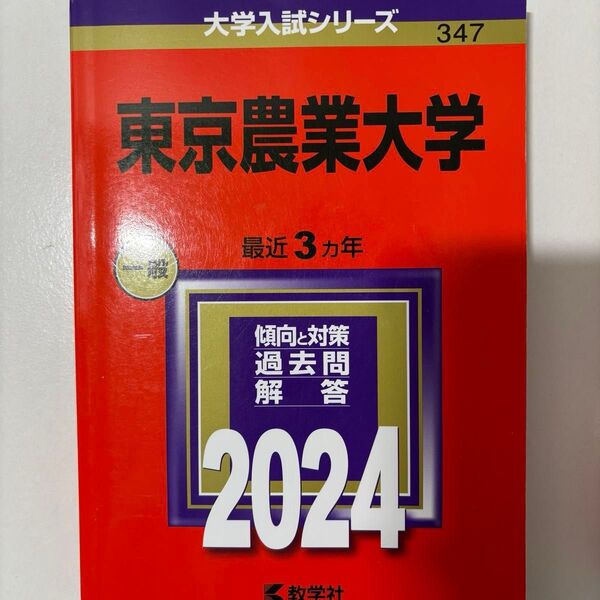 大学入試シリーズ
347
東京農業大学
最近3ヵ年
一般
傾向と対策
過去問
解答
2024
教学社